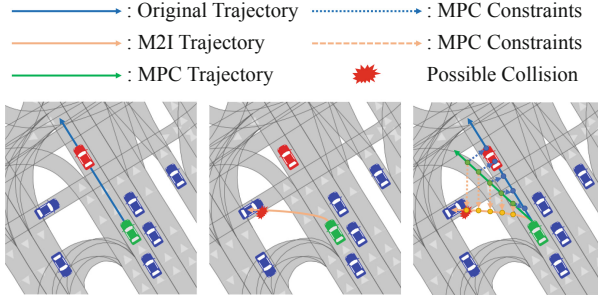 : Original Trajectory : MPC Constraints
: M2I Trajectory : MPC Constraints
: MPC Trajectory Possible Collision